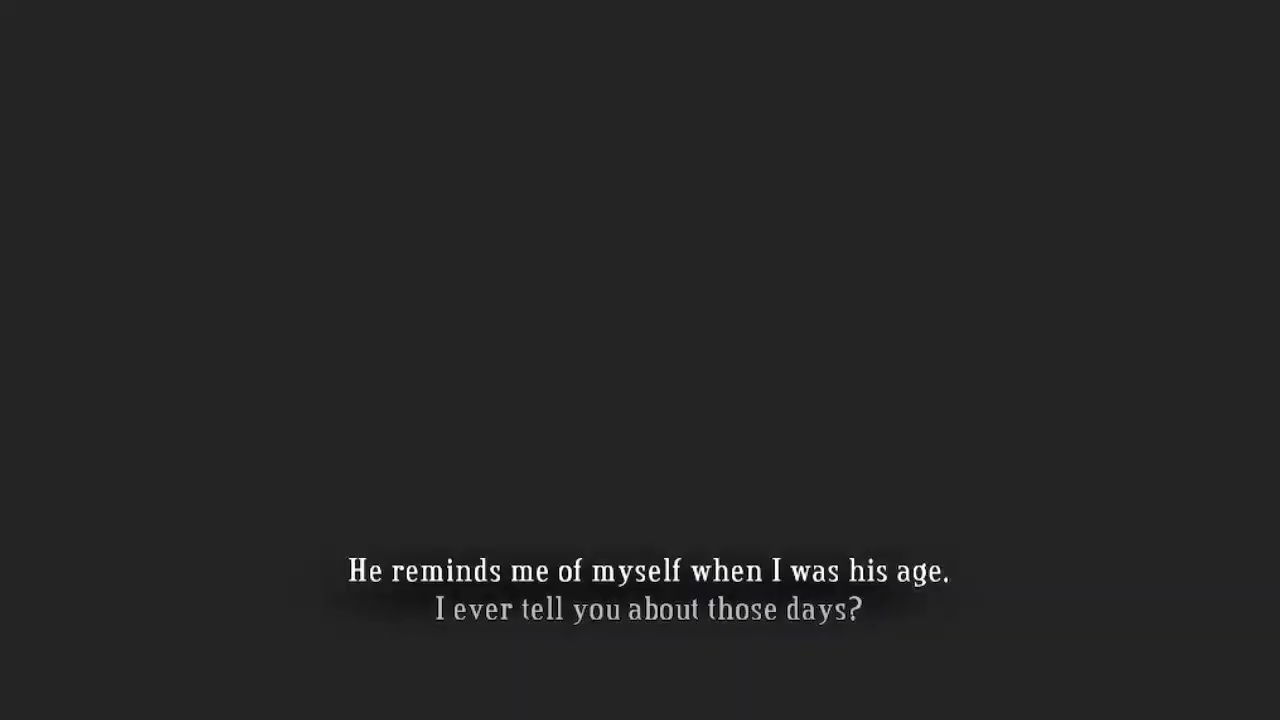 He reminds me of myself when I was his age.
I ever tell you about those days?